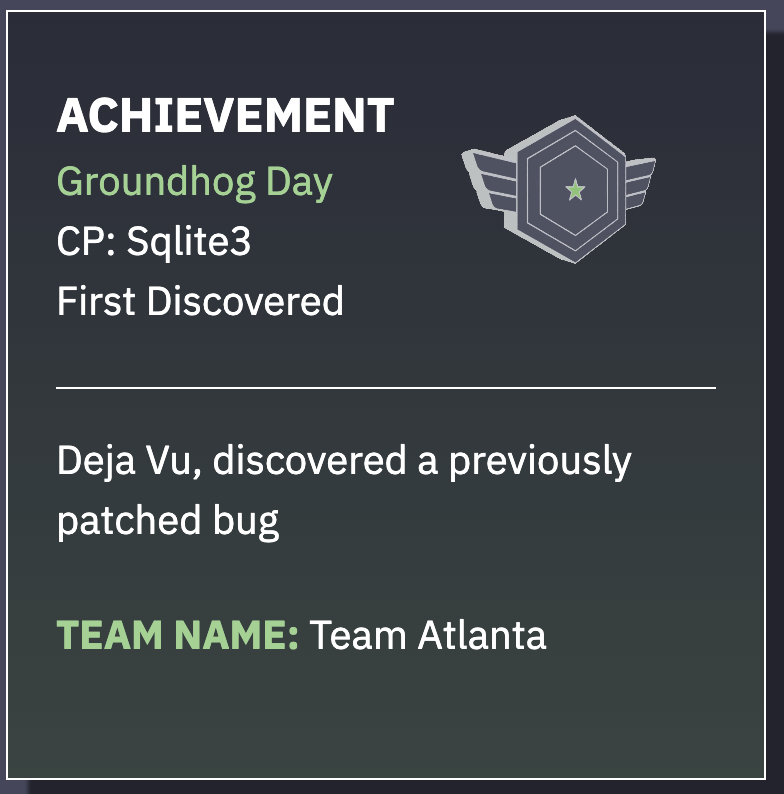 ACHIEVEMENT
Groundhog Day
CP: Sqlite3
First Discovered
Deja Vu, discovered a previously
patched bug
TEAM NAME: Team Atlanta